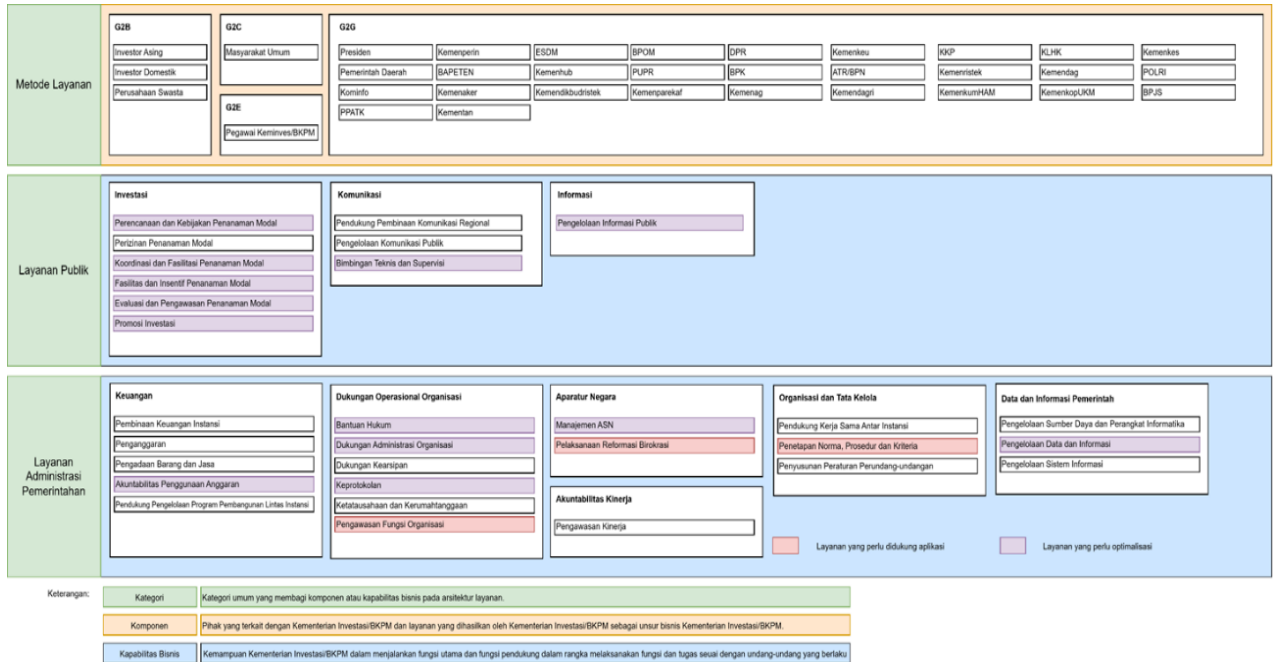 Metode Layanan
G2B
Investor Asing
Investor Domestik
Perusahaan Swasta
G2C
Masyarakat Umum
G2E
Pegawai Keminves/BKPM
G2G
Presiden
Kemenperin
ESDM
BPOM
DPR
Kemenkeu
KKP
KLHK
Kemenkes
Pemerintah Daerah
BAPETEN
Kemenhub
PUPR
BPK
ATR/BPN
Kemenristek
Kemendag
POLRI
Kominfo
Kemenaker
Kemendikbudristek
Kemenparekaf
Kemenag
Kemendagri
KemenkumHAM
KemenkopUKM
BPJS
PPATK
Kementan
Layanan Publik
Investasi
Perencanaan dan Kebijakan Penanaman Modal
Perizinan Penanaman Modal
Koordinasi dan Fasilitasi Penanaman Modal
Fasilitas dan Insentif Penanaman Modal
Evaluasi dan Pengawasan Penanaman Modal
Promosi Investasi
Komunikasi
Pendukung Pembinaan Komunikasi Regional
Pengelolaan Komunikasi Publik
Bimbingan Teknis dan Supervisi
Informasi
Pengelolaan Informasi Publik
Layanan
Administrasi
Pemerintahan
Keuangan
Pembinaan Keuangan Instansi
Penganggaran
Pengadaan Barang dan Jasa
Akuntabilitas Penggunaan Anggaran
Pendukung Pengelolaan Program Pembangunan Lintas Instansi
Dukungan Operasional Organisasi
Bantuan Hukum
Dukungan Administrasi Organisasi
Dukungan Kearsipan
Keprotokolan
Ketatausahaan dan Kerumahtanggaan
Pengawasan Fungsi Organisasi
Aparatur Negara
Manajemen ASN
Pelaksanaan Reformasi Birokrasi
Akuntabilitas Kinerja
Pengawasan Kinerja
Organisasi dan Tata Kelola
Pendukung Kerja Sama Antar Instansi
Penetapan Norma, Prosedur dan Kriteria
Penyusunan Peraturan Perundang-undangan
Data dan Informasi Pemerintah
Pengelolaan Sumber Daya dan Perangkat Informatika
Pengelolaan Data dan Informasi
Pengelolaan Sistem Informasi
Layanan yang perlu didukung aplikasi
Layanan yang perlu optimalisasi
Keterangan:
Kategori
Kategori umum yang membagi komponen atau kapabilitas bisnis pada arsitektur layanan.
Komponen
Pihak yang terkait dengan Kementerian Investasi/BKPM dan layanan yang dihasilkan oleh Kementerian Investasi/BKPM sebagai unsur bisnis Kementerian Investasi/BKPM.
Kapabilitas Bisnis
Kemampuan Kementerian Investasi/BKPM dalam menjalankan fungsi utama dan fungsi pendukung dalam rangka melaksanakan fungsi dan tugas seuai dengan undang-undang yang berlaku